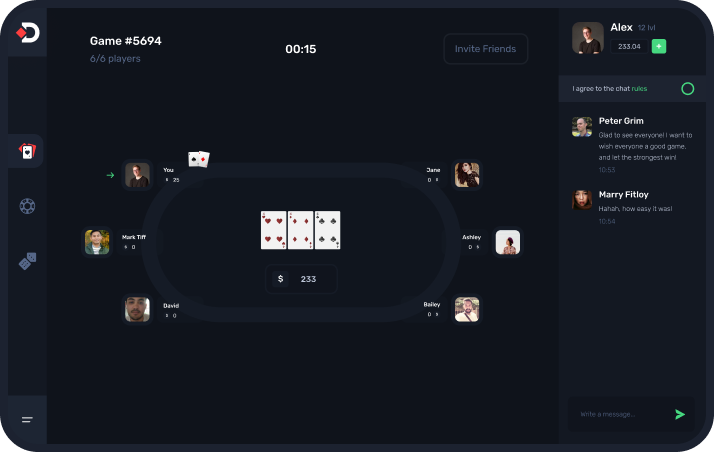 Game #5694
6/6 players
00:15
Invite Friends
You
$ 25
Jane
0 $
Mark Tiff
$ 0
Ashley
0 $
David
$ 0
Bailey
0 $
$ 233
Alex 12 lvl
233.04 +
I agree to the chat rules
Peter Grim
Glad to see everyone! I want to
wish everyone a good game,
and let the strongest win!
10:53
Marry Fitloy
Hahah, how easy it was!
10:54
Write a message...